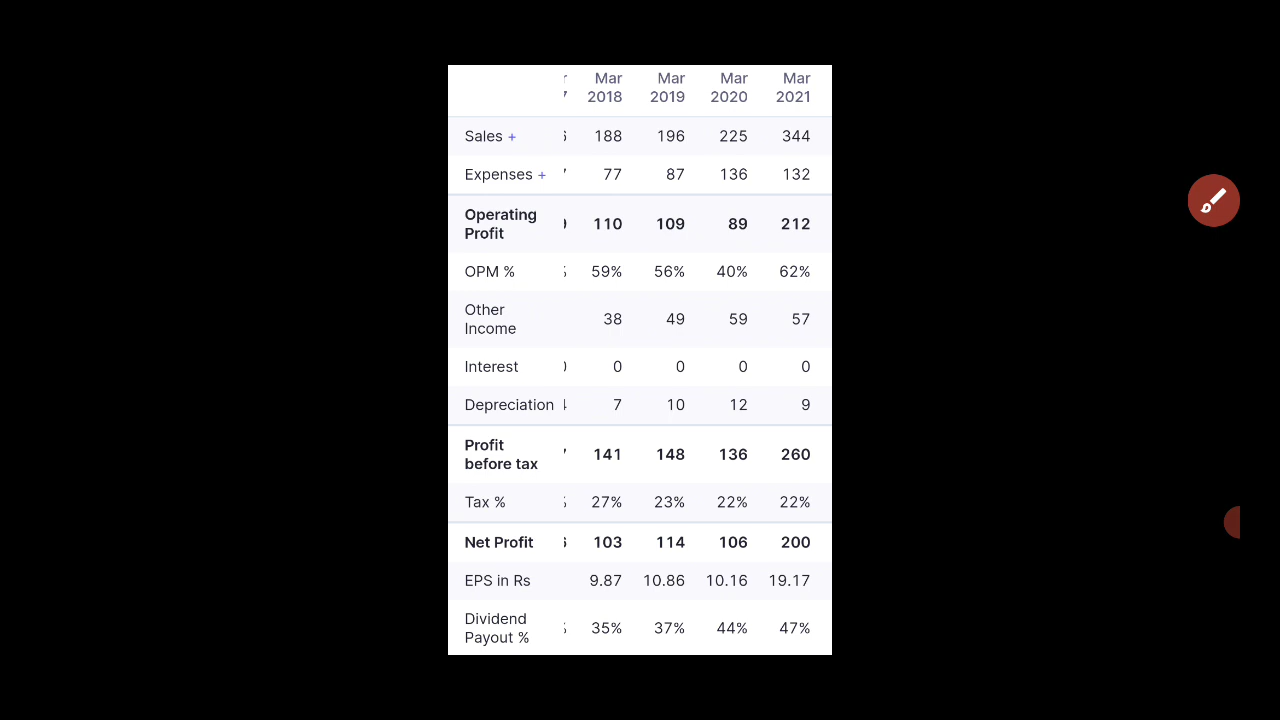 Mar Mar Mar Mar
2018 2019 2020 2021
Sales + 188 196 225 344
Expenses + 77 87 136 132
Operating
Profit 110 109 89 212
OPM % 59% 56% 40% 62%
Other
Income 38 49 59 57
Interest 0 0 0 0
Depreciation 7 10 12 9
Profit
before tax 141 148 136 260
Tax % 27% 23% 22% 22%
Net Profit 103 114 106 200
EPS in Rs 9.87 10.86 10.16 19.17
Dividend
Payout % 35% 37% 44% 47%